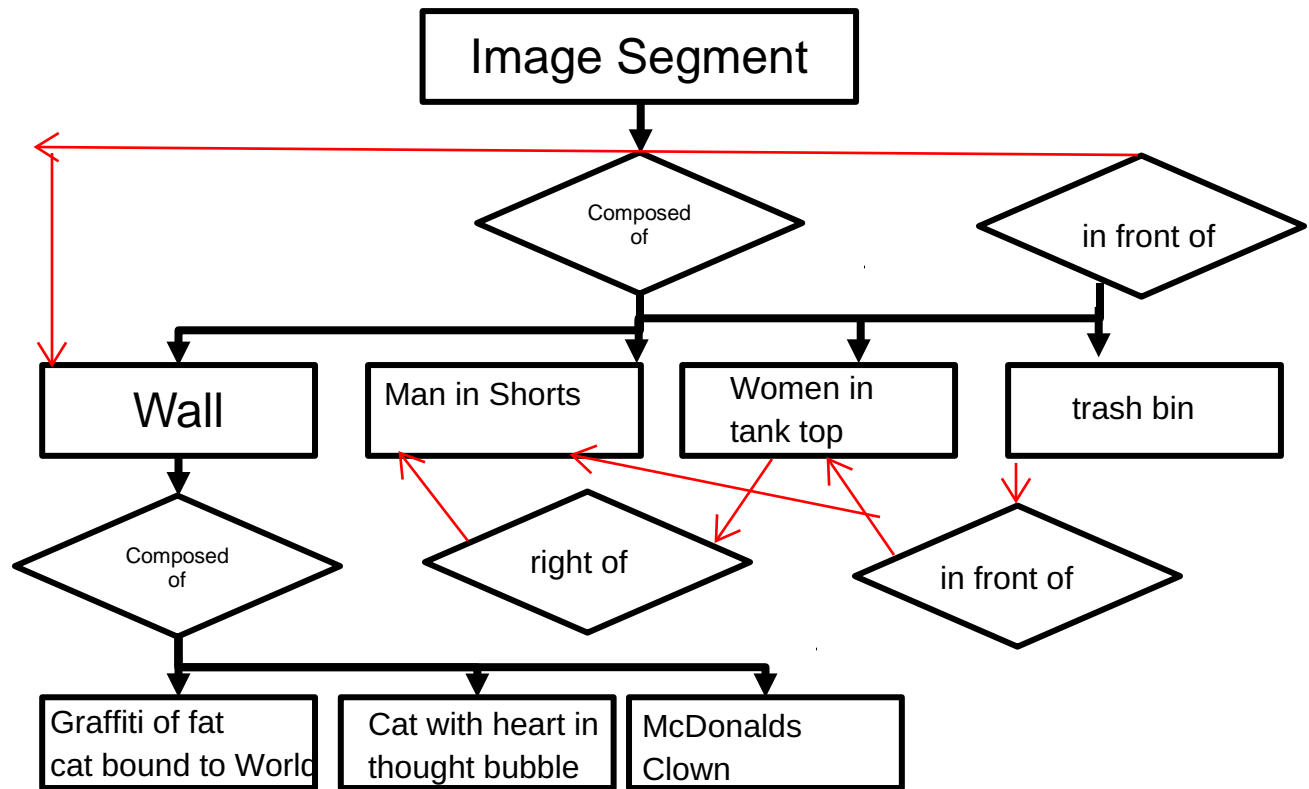 Image Segment
Composed
of
in front of
Wall
Man in Shorts
Women in
tank top
trash bin
Composed
of
right of
in front of
Graffiti of fat
cat bound to World
Cat with heart in
thought bubble
McDonalds
Clown